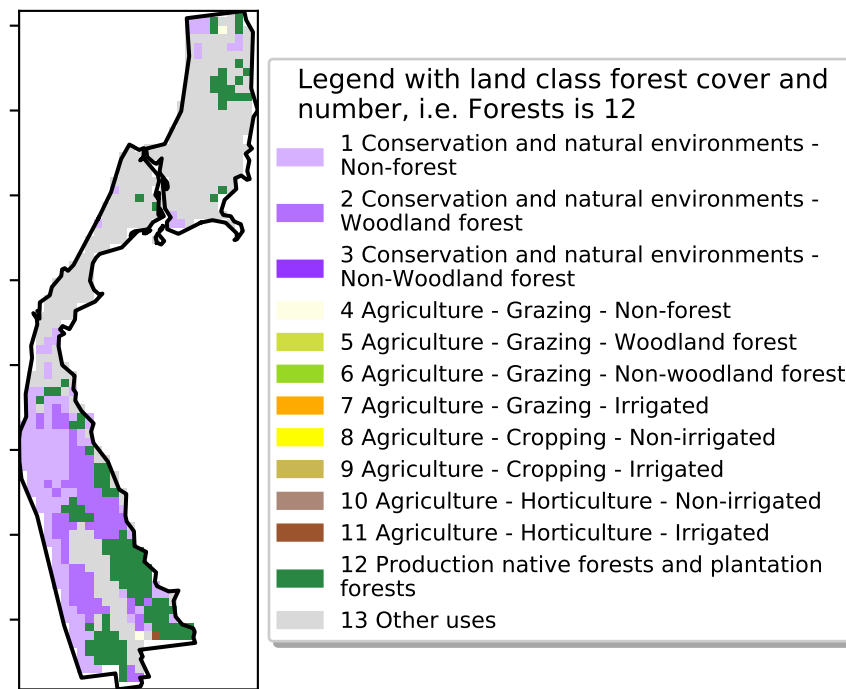 Legend with land class forest cover and
number, i.e. Forests is 12
1 Conservation and natural environments -
Non-forest
2 Conservation and natural environments -
Woodland forest
3 Conservation and natural environments -
Non-Woodland forest
4 Agriculture - Grazing - Non-forest
5 Agriculture - Grazing - Woodland forest
6 Agriculture - Grazing - Non-woodland forest
7 Agriculture - Grazing - Irrigated
8 Agriculture - Cropping - Non-irrigated
9 Agriculture - Cropping - Irrigated
10 Agriculture - Horticulture - Non-irrigated
11 Agriculture - Horticulture - Irrigated
12 Production native forests and plantation
forests
13 Other uses